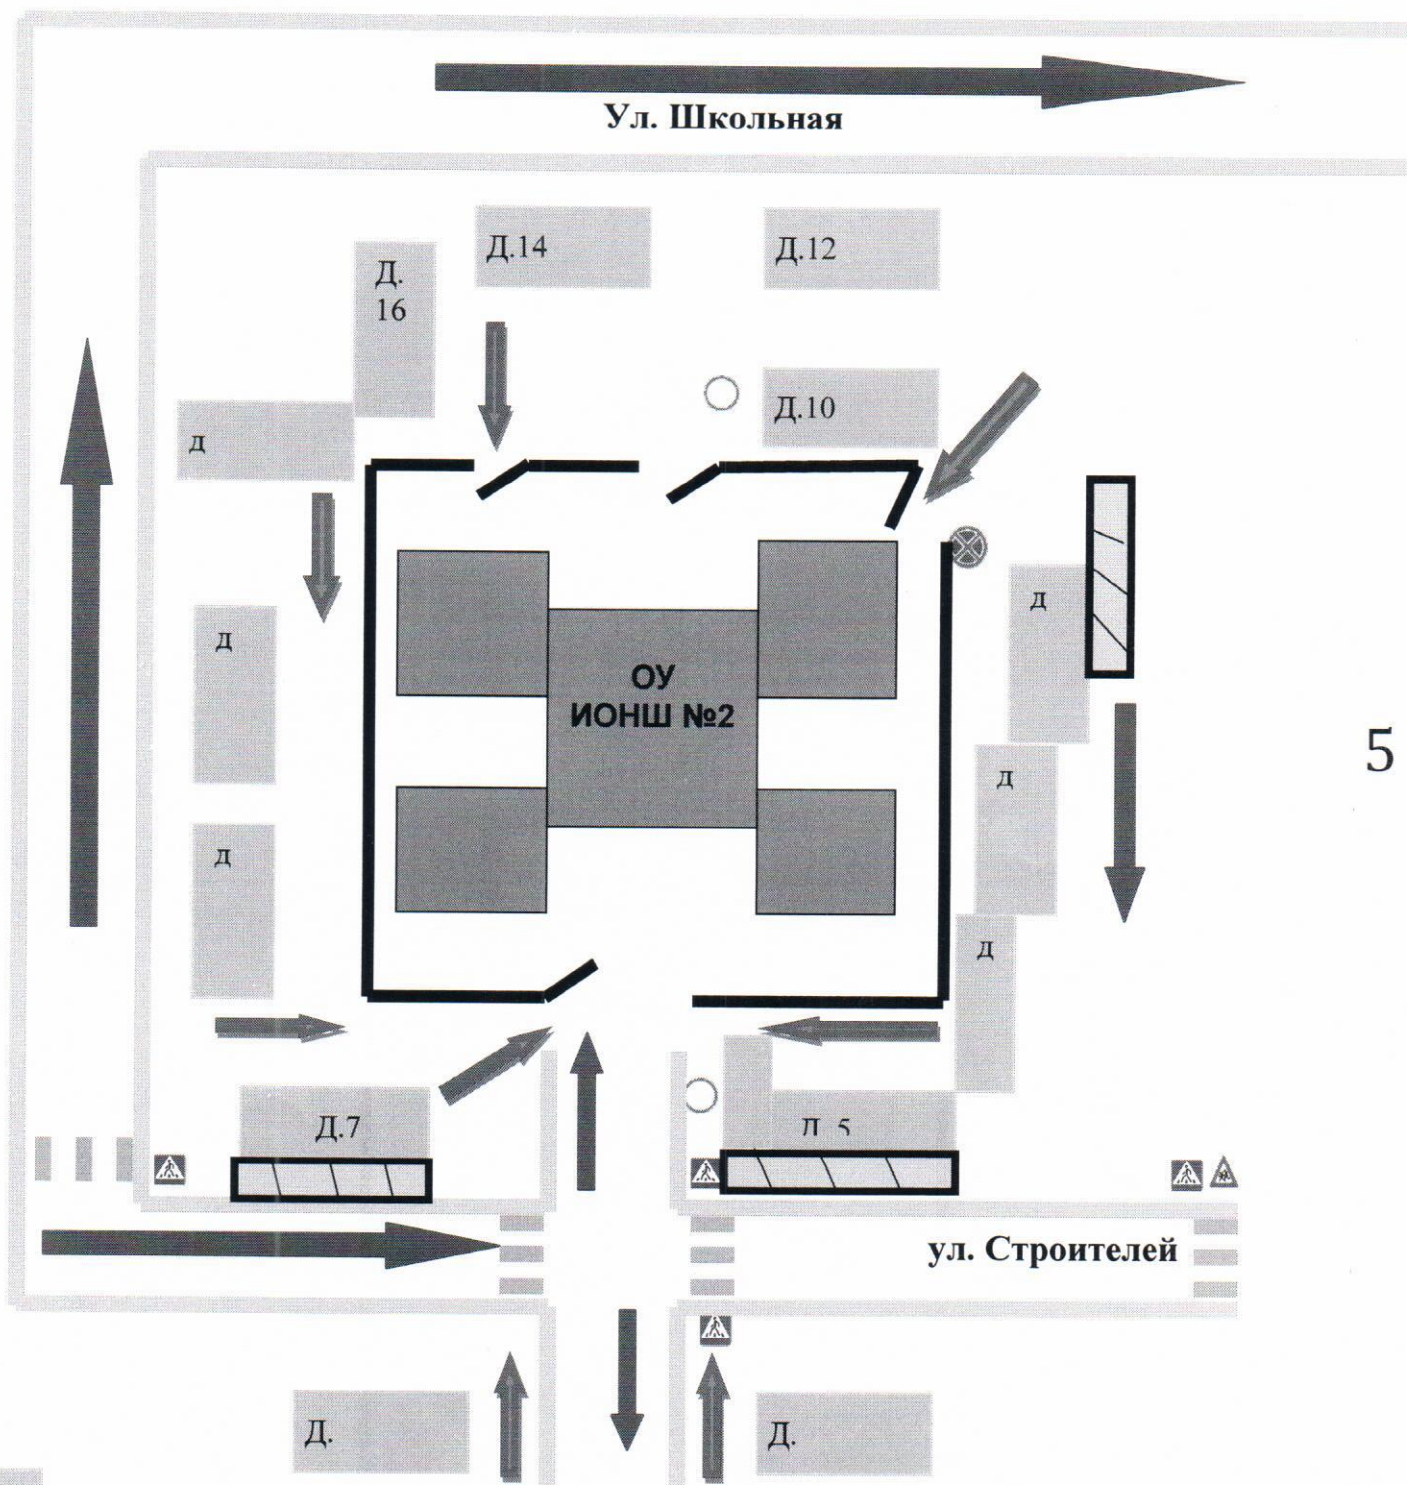 Ул. Школьная
Д.14
Д.12
Д.
16
Д.10
д
д
д
ОУ
ИОНШ №2
д
д
д
5
Д.7
Д 5
ул. Строителей
Д.
Д.